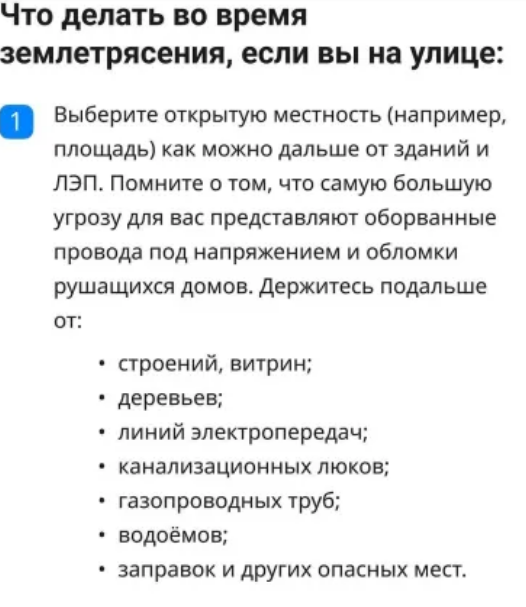 Что делать во время
землетрясения, если вы на улице:
1 Выберите открытую местность (например,
площадь) как можно дальше от зданий и
ЛЭП. Помните о том, что самую большую
угрозу для вас представляют оборванные
провода под напряжением и обломки
рушащихся домов. Держитесь подальше
от:
• строений, витрин;
• деревьев;
• линий электропередач;
• канализационных люков;
• газопроводных труб;
• водоёмов;
• заправок и других опасных мест.